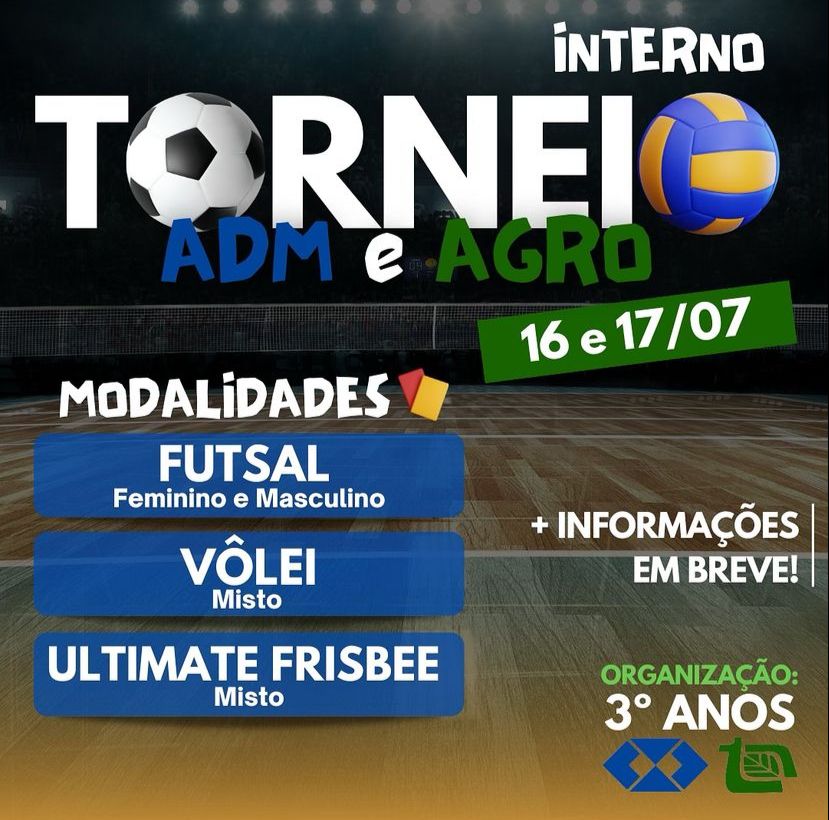 INTERNO
TORNEIO
ADM e AGRO
16 e 17/07
MODALIDADES
FUTSAL
Feminino e Masculino
VÔLEI
Misto
ULTIMATE FRISBEE
Misto
+ INFORMAÇÕES
EM BREVE!
ORGANIZAÇÃO:
3º ANOS